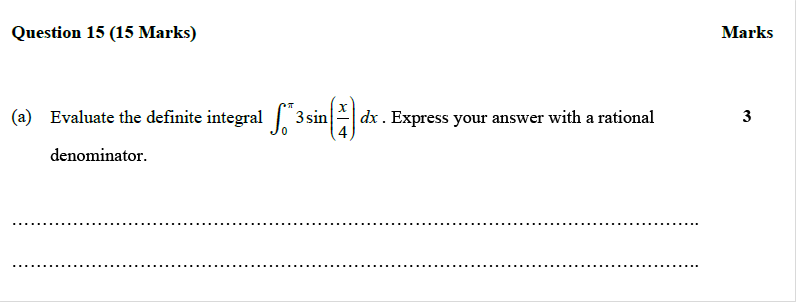 Question 15 (15 Marks) Marks
(a) Evaluate the definite integral ∫₀^π 3 sin(x/4) dx . Express your answer with a rational 3
denominator.
................................................................................................................
................................................................................................................